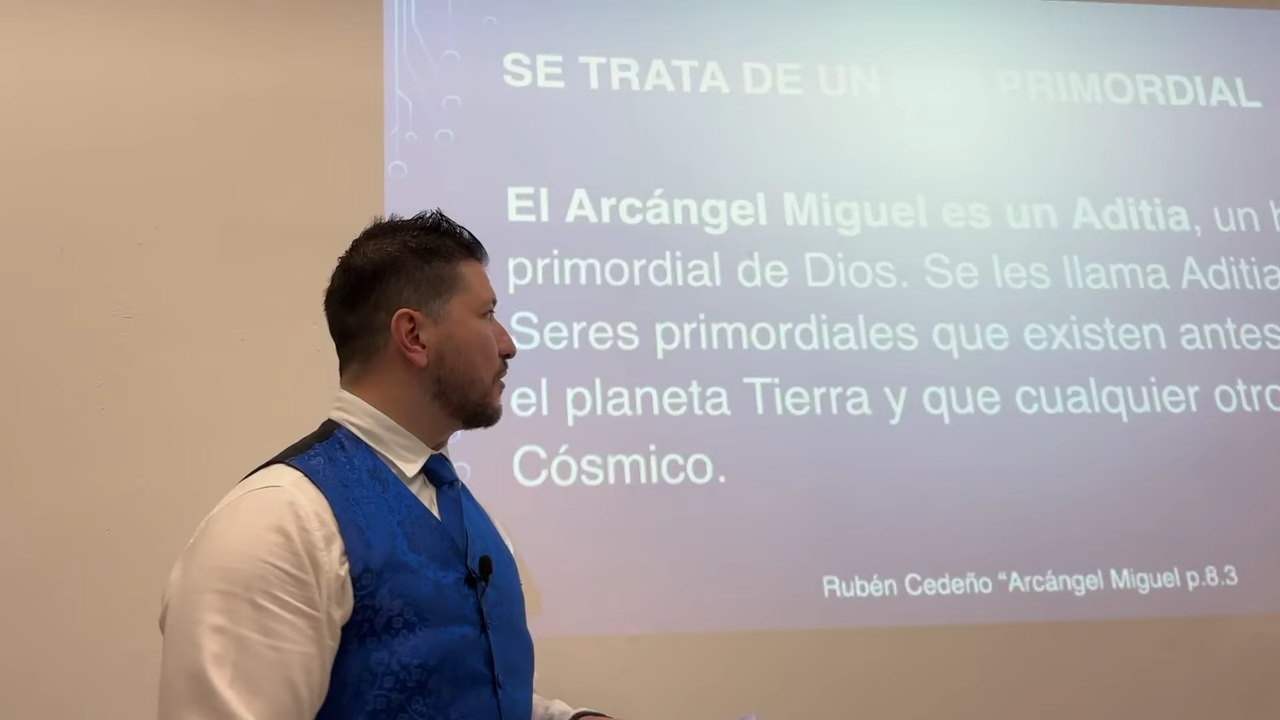 SE TRATA DE UN PRIMORDIAL
El Arcángel Miguel es un Aditia, un
primordial de Dios. Se les llama Aditia
Seres primordiales que existen antes
el planeta Tierra y que cualquier otro
Cósmico.
Rubén Cedeño “Arcángel Miguel p.8.3